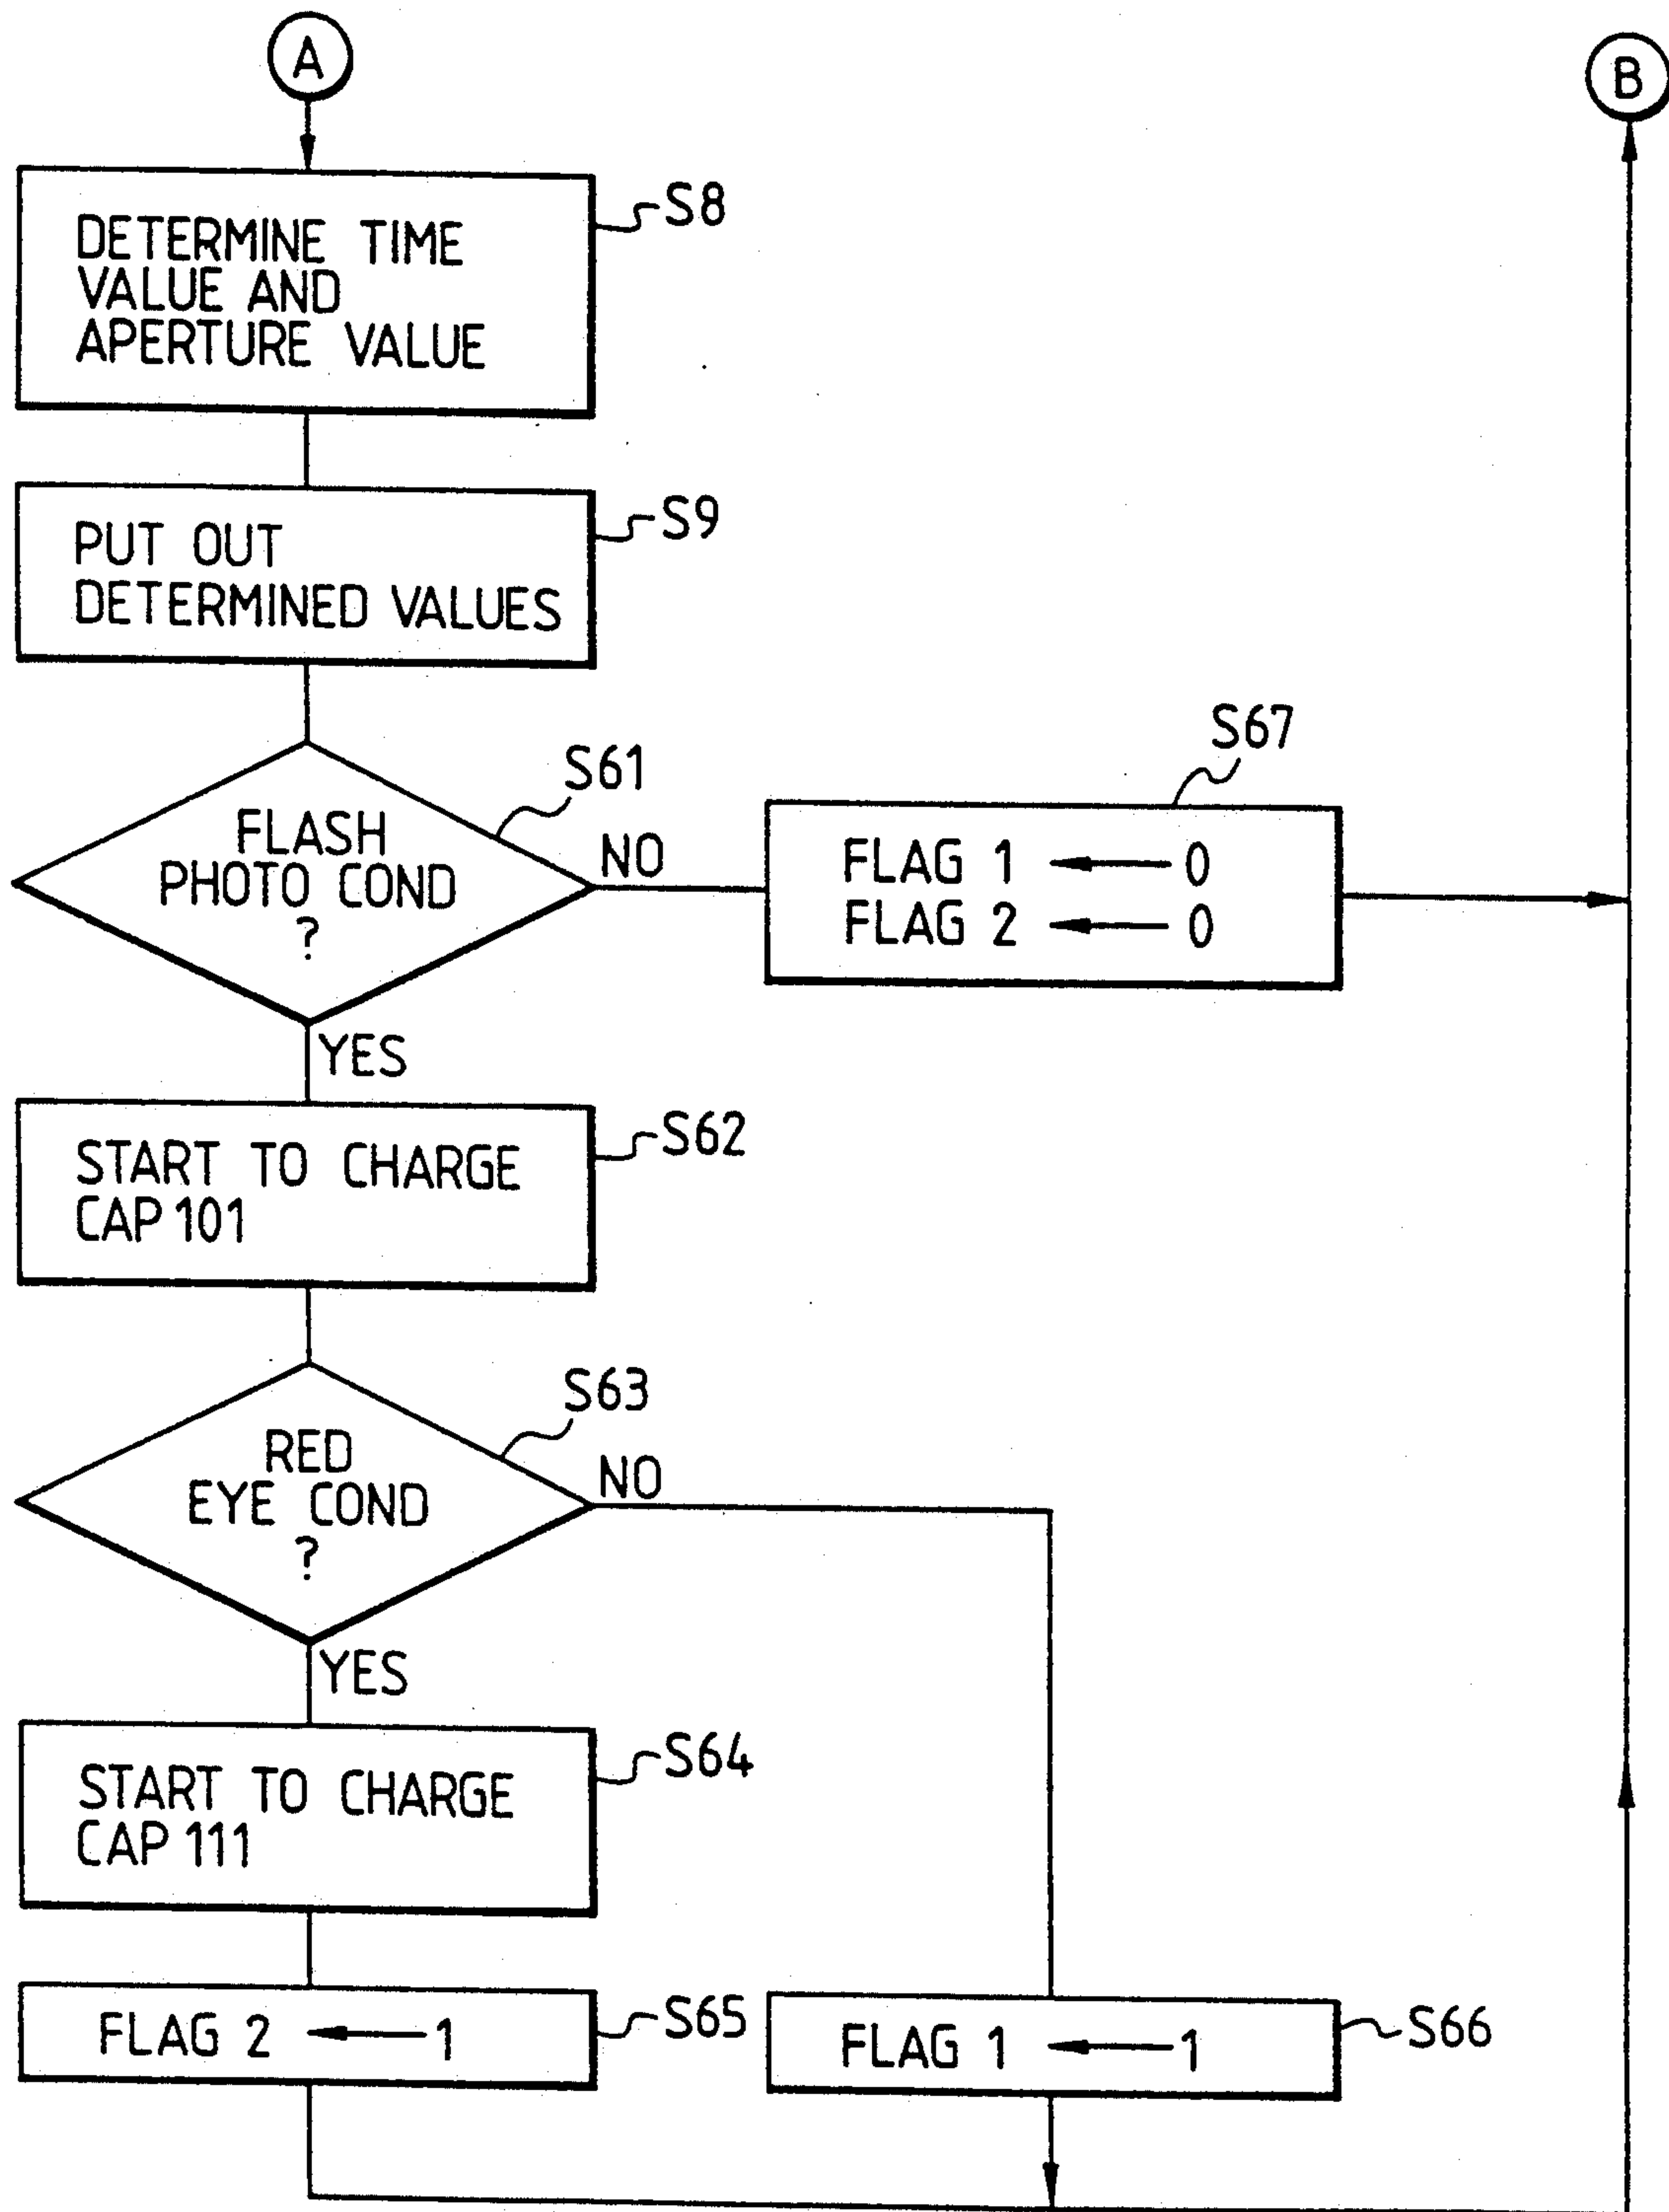 A
B
DETERMINE TIME
VALUE AND
APERTURE VALUE
S8
PUT OUT
DETERMINED VALUES
S9
FLASH
PHOTO COND
?
S61
NO
YES
FLAG 1 ← 0
FLAG 2 ← 0
S67
START TO CHARGE
CAP 101
S62
RED
EYE COND
?
S63
NO
YES
START TO CHARGE
CAP 111
S64
FLAG 2 ← 1
S65
FLAG 1 ← 1
S66